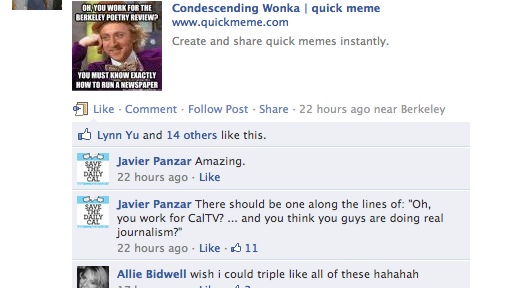 OH, YOU WORK FOR THE
BERKELEY POETRY REVIEW?
YOU MUST KNOW EXACTLY
HOW TO RUN A NEWSPAPER
Condescending Wonka | quick meme
www.quickmeme.com
Create and share quick memes instantly.
Like · Comment · Follow Post · Share · 22 hours ago near Berkeley
Lynn Yu and 14 others like this.
SAVE
THE
DAILY
CAL
Javier Panzar Amazing.
22 hours ago · Like
SAVE
THE
DAILY
CAL
Javier Panzar There should be one along the lines of: "Oh,
you work for CalTV? ... and you think you guys are doing real
journalism?"
22 hours ago · Like · 11
Allie Bidwell wish i could triple like all of these hahahah